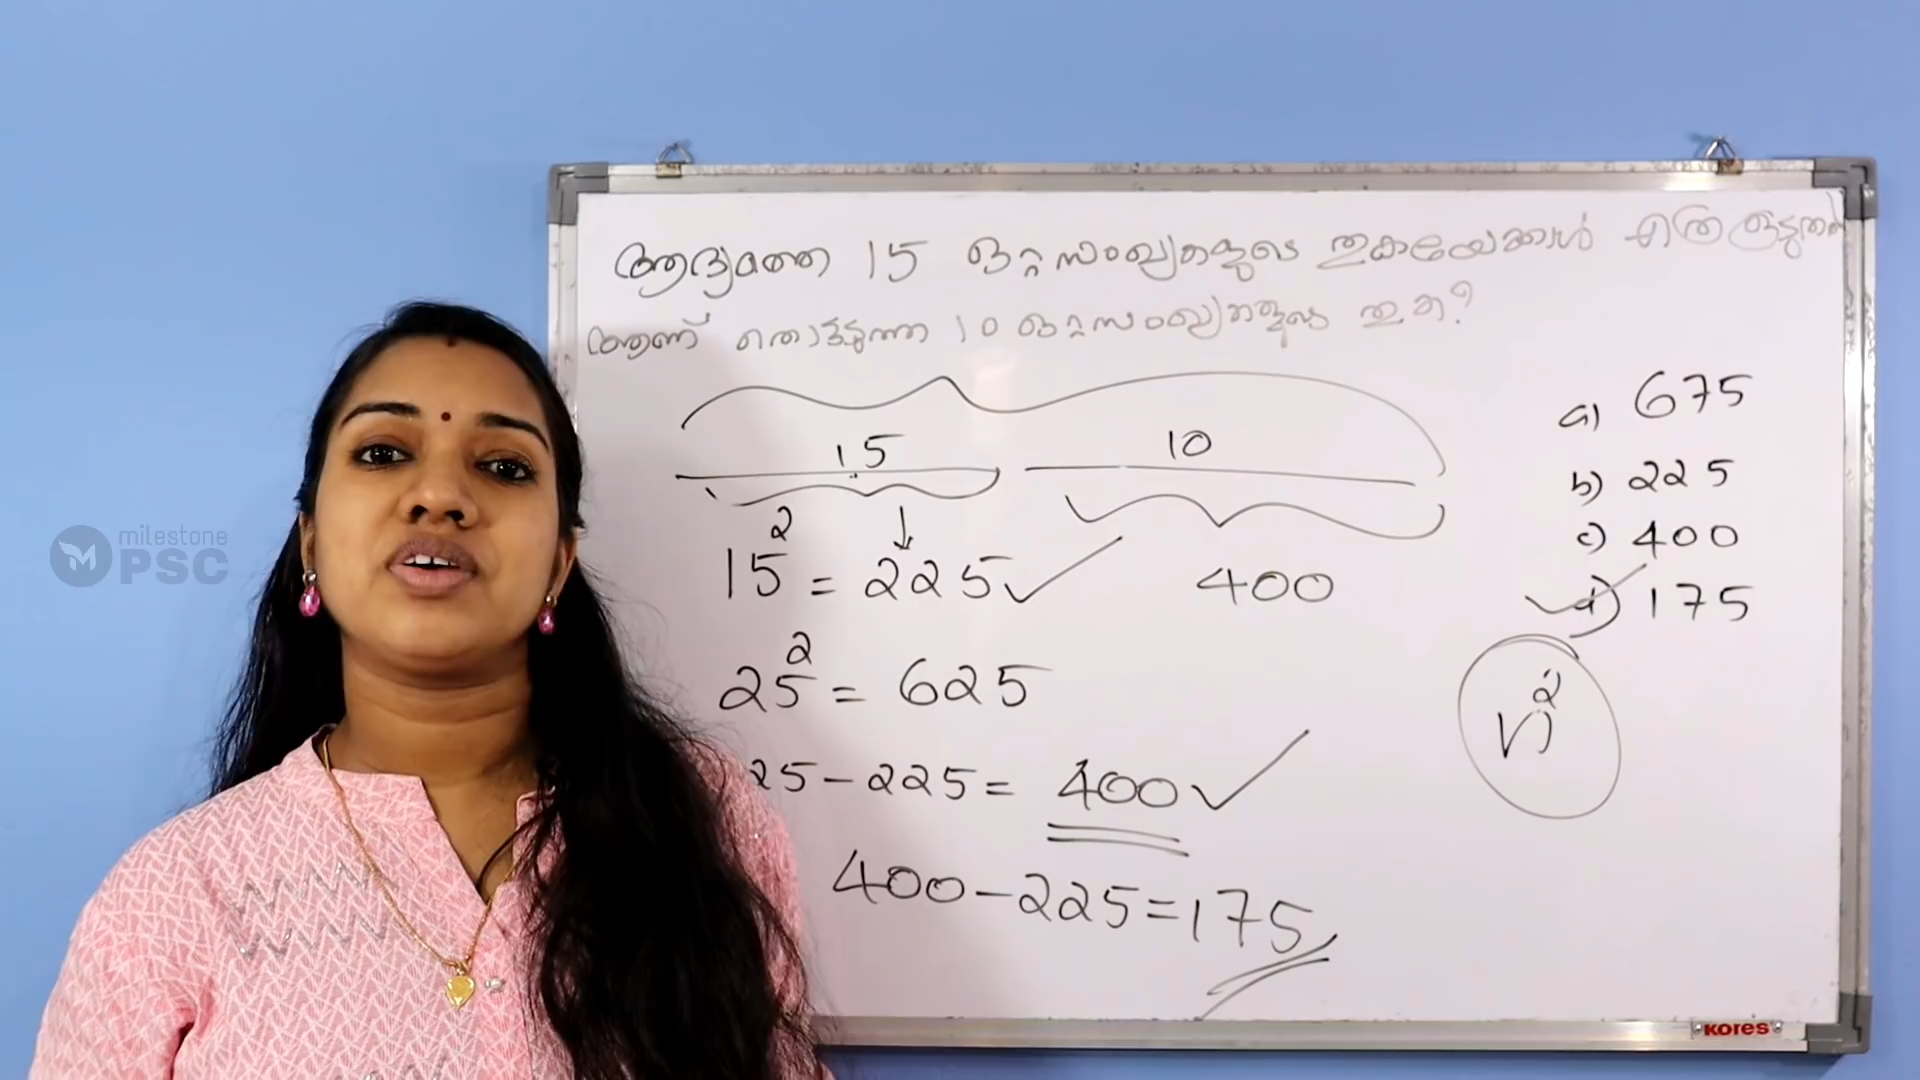 ആദ്യത്തെ 15 ഒറ്റസംഖ്യകളുടെ തുകയേക്കാൾ എത്ര കൂടുതൽ
ആണ് തൊട്ടടുത്ത 10 ഒറ്റസംഖ്യകളുടെ തുക?
15 10
15² = 225 400
25² = 625
25 - 225 = 400
400 - 225 = 175
a) 675
b) 225
c) 400
d) 175
n²
milestone
PSC
KORES